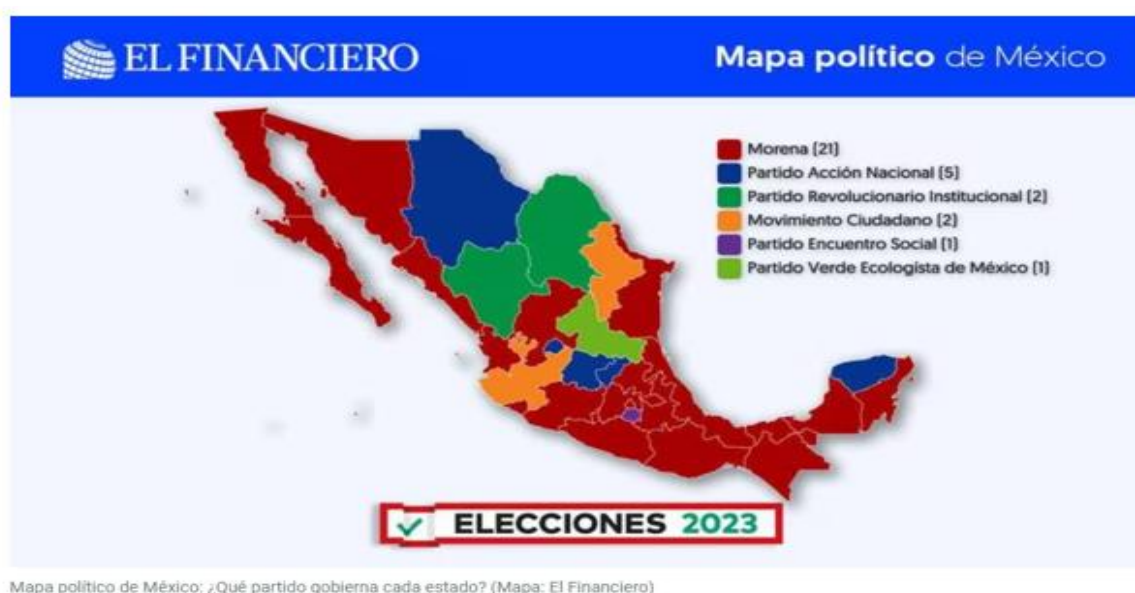 EL FINANCIERO
Mapa político de México
Morena (21)
Partido Acción Nacional (5)
Partido Revolucionario Institucional (2)
Movimiento Ciudadano (2)
Partido Encuentro Social (1)
Partido Verde Ecologísta de México (1)
ELECCIONES 2023
Mapa político de México: ¿Qué partido gobierna cada estado? (Mapa: El Financiero)